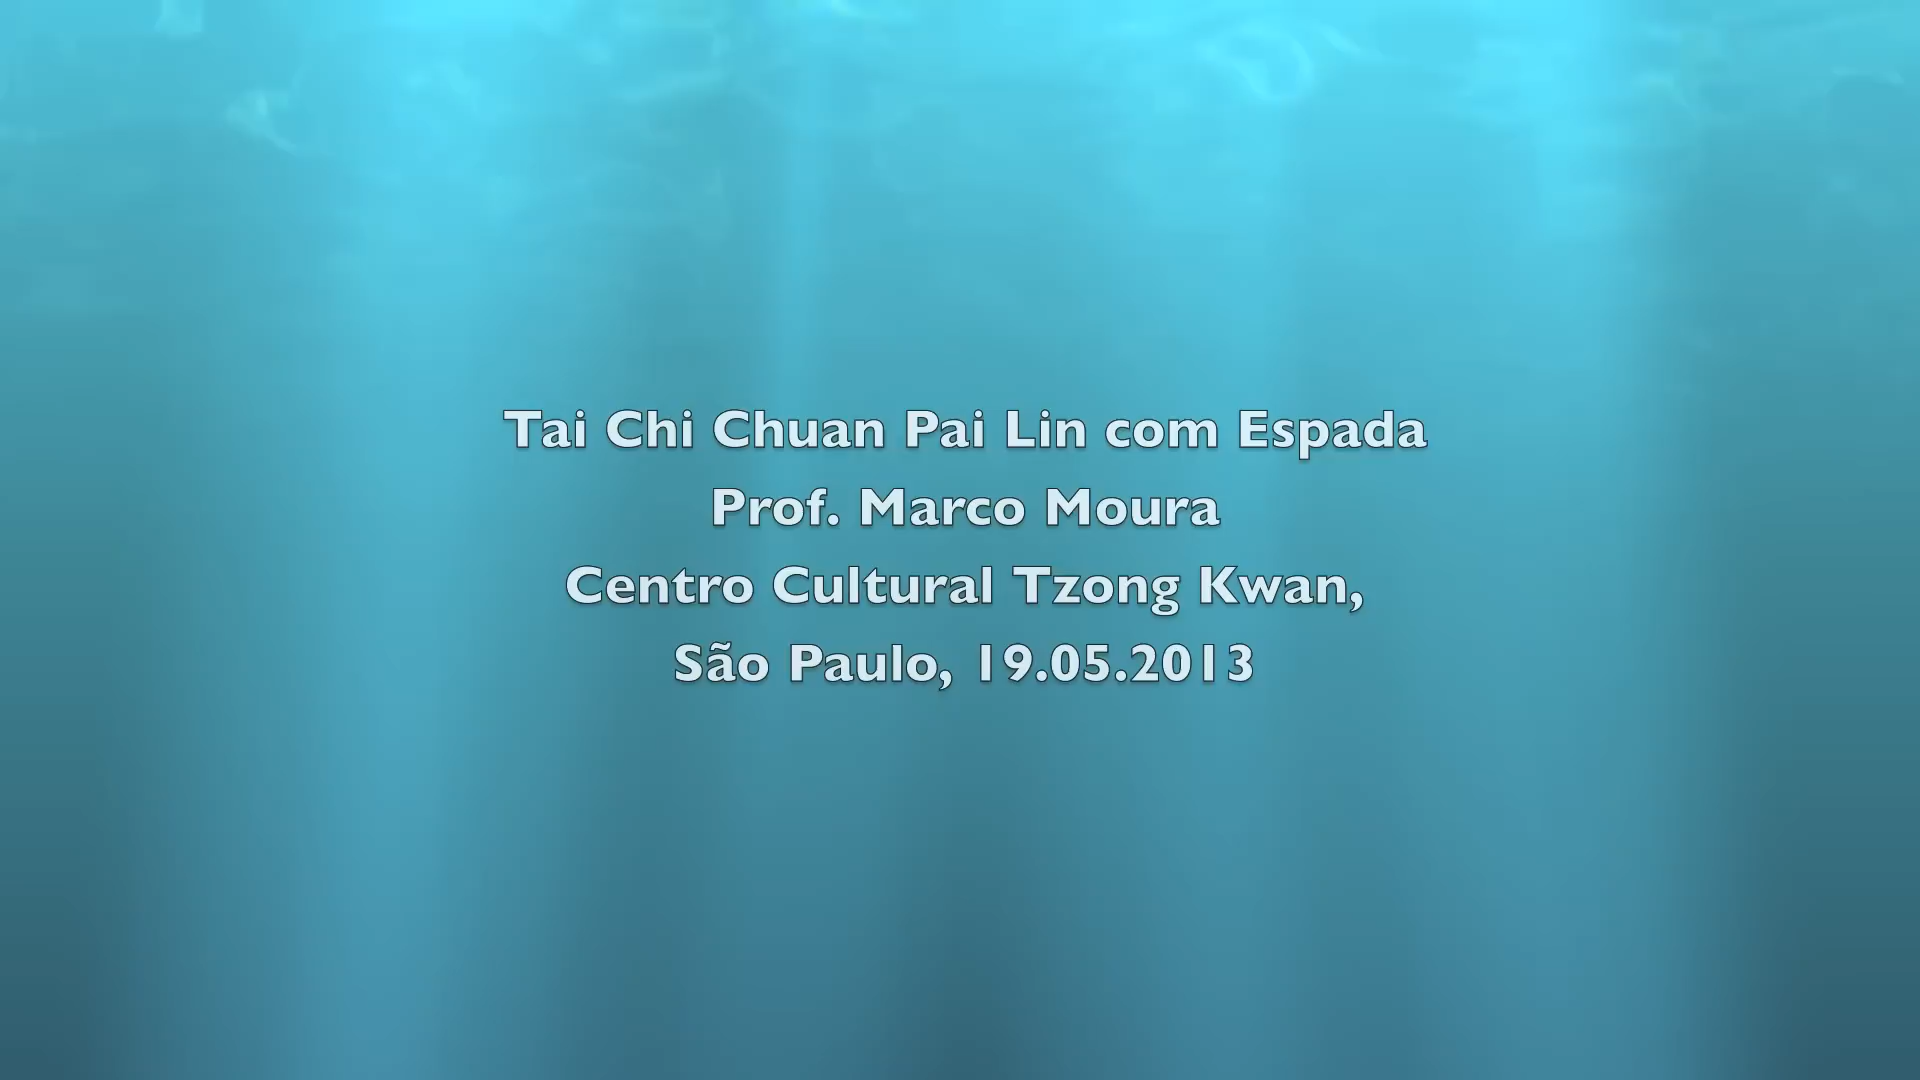 Tai Chi Chuan Pai Lin com Espada
Prof. Marco Moura
Centro Cultural Tzong Kwan,
São Paulo, 19.05.2013